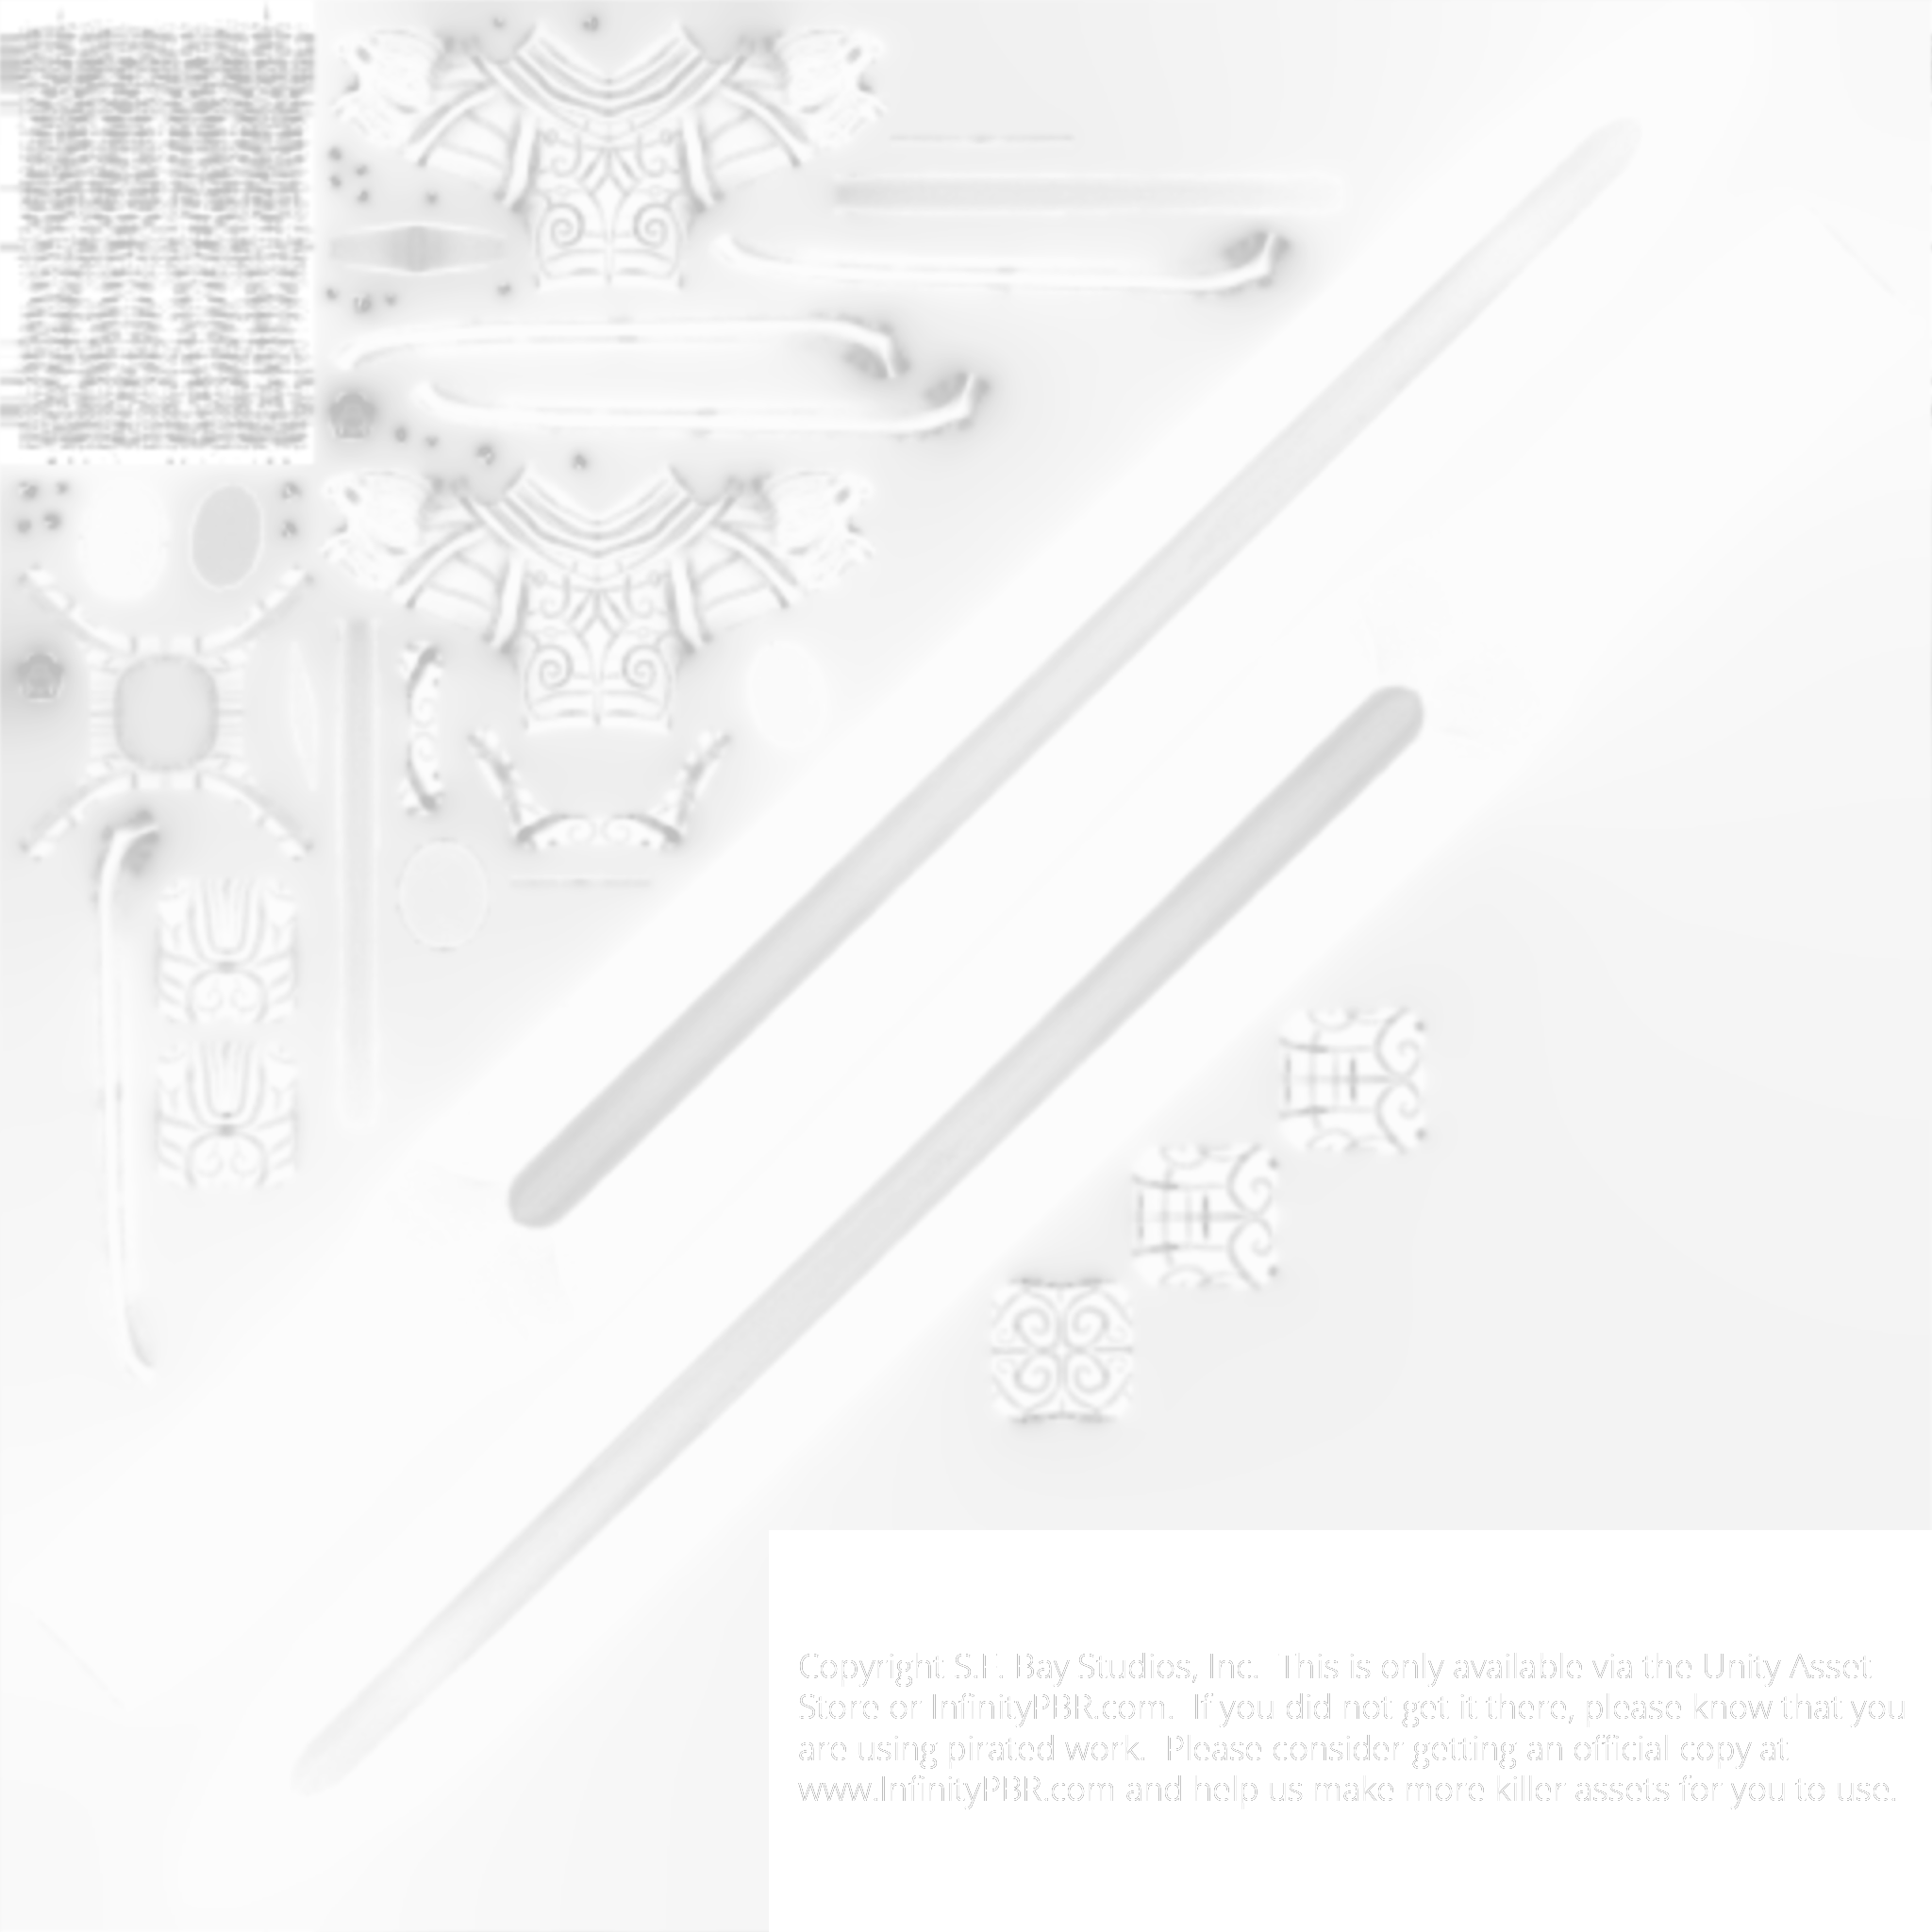 Copyright S.F. Bay Studios, Inc.  This is only available via the Unity Asset
Store or InfinityPBR.com.  If you did not get it there, please know that you
are using pirated work.  Please consider getting an official copy at
www.InfinityPBR.com and help us make more killer assets for you to use.